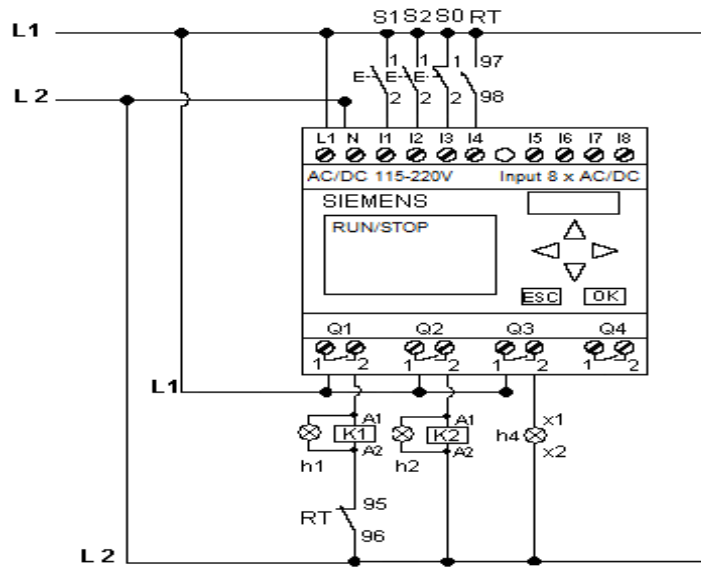 S1 S2 S0 RT
L1
1 1 1 97
E E E
2 2 2 98
L 2
L1 N I1 I2 I3 I4 I5 I6 I7 I8
AC/DC 115-220V Input 8 x AC/DC
SIEMENS
RUN/STOP
ESC OK
Q1 Q2 Q3 Q4
1 2 1 2 1 2 1 2
L1
A1 A1 x1
K1 K2 h4
A2 A2 x2
h1 h2
95
RT
96
L 2